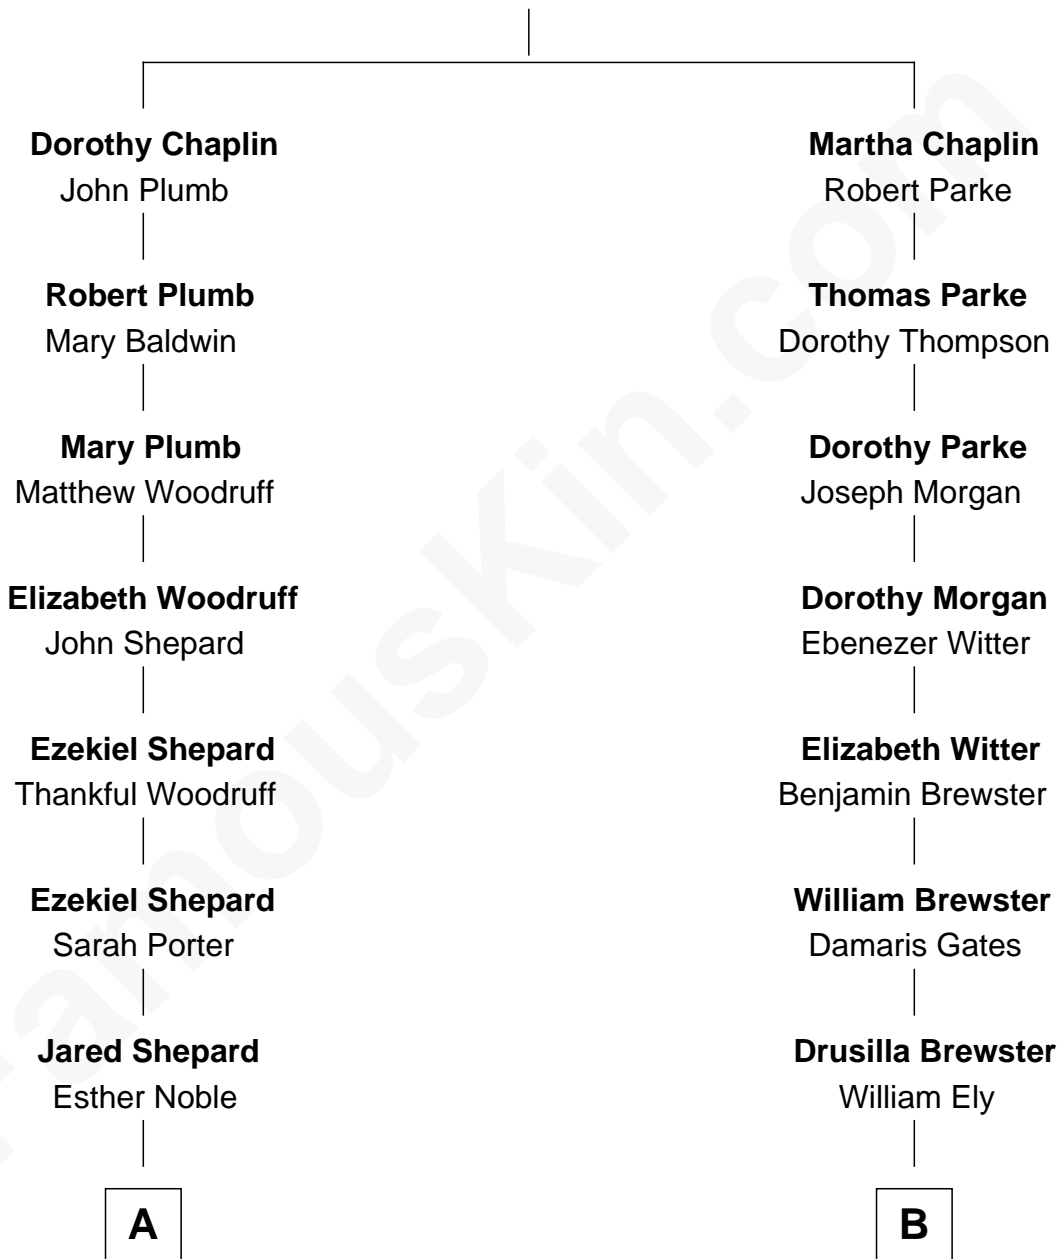 Dorothy Chaplin
John Plumb
Martha Chaplin
Robert Parke
Robert Plumb
Mary Baldwin
Thomas Parke
Dorothy Thompson
Mary Plumb
Matthew Woodruff
Dorothy Parke
Joseph Morgan
Elizabeth Woodruff
John Shepard
Dorothy Morgan
Ebenezer Witter
Ezekiel Shepard
Thankful Woodruff
Elizabeth Witter
Benjamin Brewster
Ezekiel Shepard
Sarah Porter
William Brewster
Damaris Gates
Jared Shepard
Esther Noble
Drusilla Brewster
William Ely
A
B
FamousKin.com